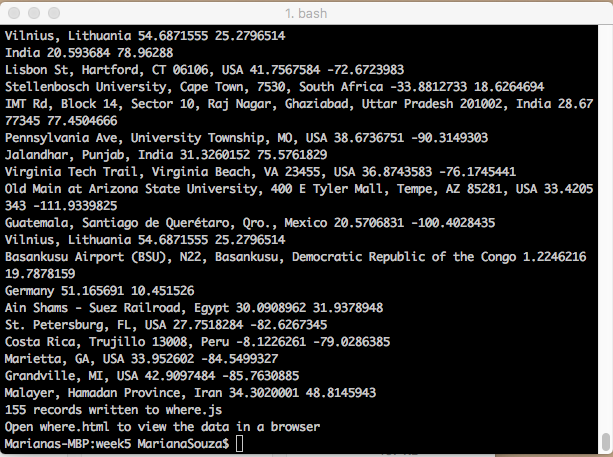 1. bash
Vilnius, Lithuania 54.6871555 25.2796514
India 20.593684 78.96288
Lisbon St, Hartford, CT 06106, USA 41.7567584 -72.6723983
Stellenbosch University, Cape Town, 7530, South Africa -33.8812733 18.6264694
IMT Rd, Block 14, Sector 10, Raj Nagar, Ghaziabad, Uttar Pradesh 201002, India 28.67
77345 77.4504666
Pennsylvania Ave, University Township, MO, USA 38.6736751 -90.3149303
Jalandhar, Punjab, India 31.3260152 75.5761829
Virginia Tech Trail, Virginia Beach, VA 23455, USA 36.8743583 -76.1745441
Old Main at Arizona State University, 400 E Tyler Mall, Tempe, AZ 85281, USA 33.4205
343 -111.9339825
Guatemala, Santiago de Querétaro, Qro., Mexico 20.5706831 -100.4028435
Vilnius, Lithuania 54.6871555 25.2796514
Basankusu Airport (BSU), N22, Basankusu, Democratic Republic of the Congo 1.2246216
19.7878159
Germany 51.165691 10.451526
Ain Shams - Suez Railroad, Egypt 30.0908962 31.9378948
St. Petersburg, FL, USA 27.7518284 -82.6267345
Costa Rica, Trujillo 13008, Peru -8.1226261 -79.0286385
Marietta, GA, USA 33.952602 -84.5499327
Grandville, MI, USA 42.9097484 -85.7630885
Malayer, Hamadan Province, Iran 34.3020001 48.8145943
155 records written to where.js
Open where.html to view the data in a browser
Marianas-MBP:week5 MarianaSouza$